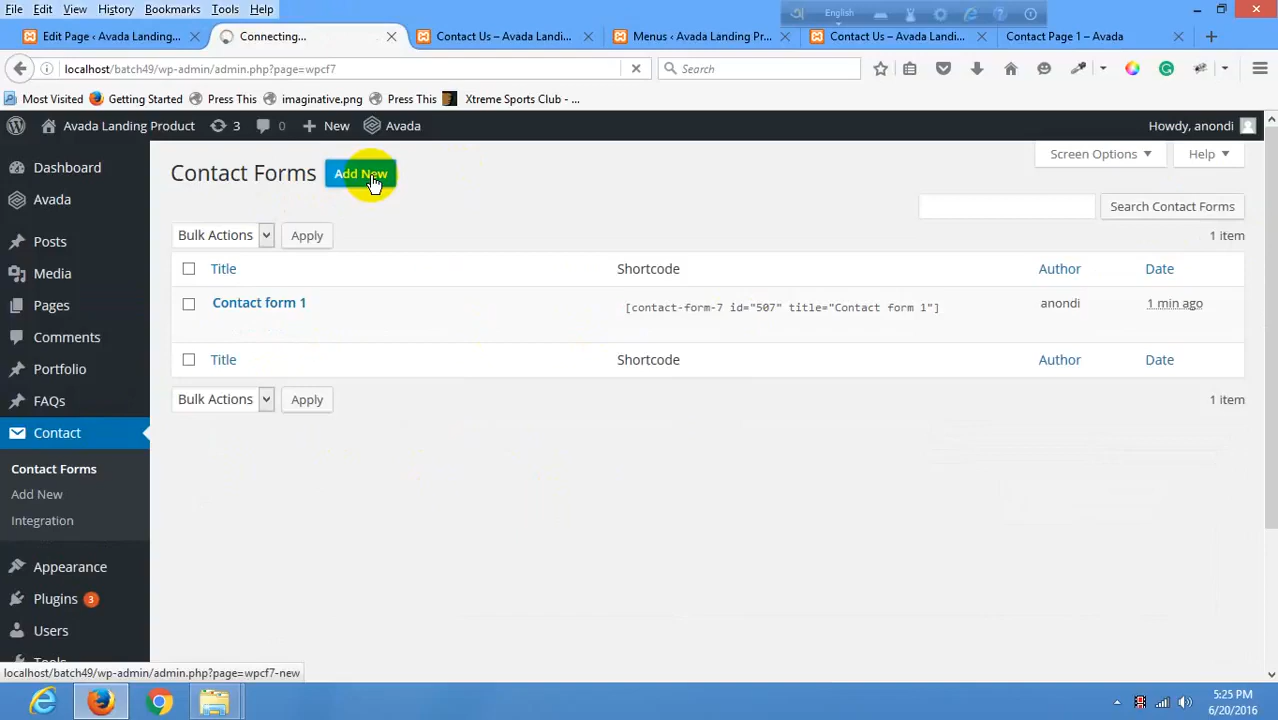 File Edit View History Bookmarks Tools Help
English
Edit Page ‹ Avada Landing... Connecting... Contact Us – Avada Landi... Menus ‹ Avada Landing Pr... Contact Us – Avada Landi... Contact Page 1 – Avada
localhost/batch49/wp-admin/admin.php?page=wpcf7 Search
Most Visited Getting Started Press This imaginative.png Press This Xtreme Sports Club - ...
Avada Landing Product 3 0 New Avada Howdy, anondi
Dashboard
Avada
Posts
Media
Pages
Comments
Portfolio
FAQs
Contact
Contact Forms
Add New
Integration
Appearance
Plugins 3
Users
Tools
Contact Forms Add New
Screen Options Help
Search Contact Forms
Bulk Actions Apply 1 item
Title Shortcode Author Date
Contact form 1 [contact-form-7 id="507" title="Contact form 1"] anondi 1 min ago
Title Shortcode Author Date
Bulk Actions Apply 1 item
localhost/batch49/wp-admin/admin.php?page=wpcf7-new
5:25 PM
6/20/2016